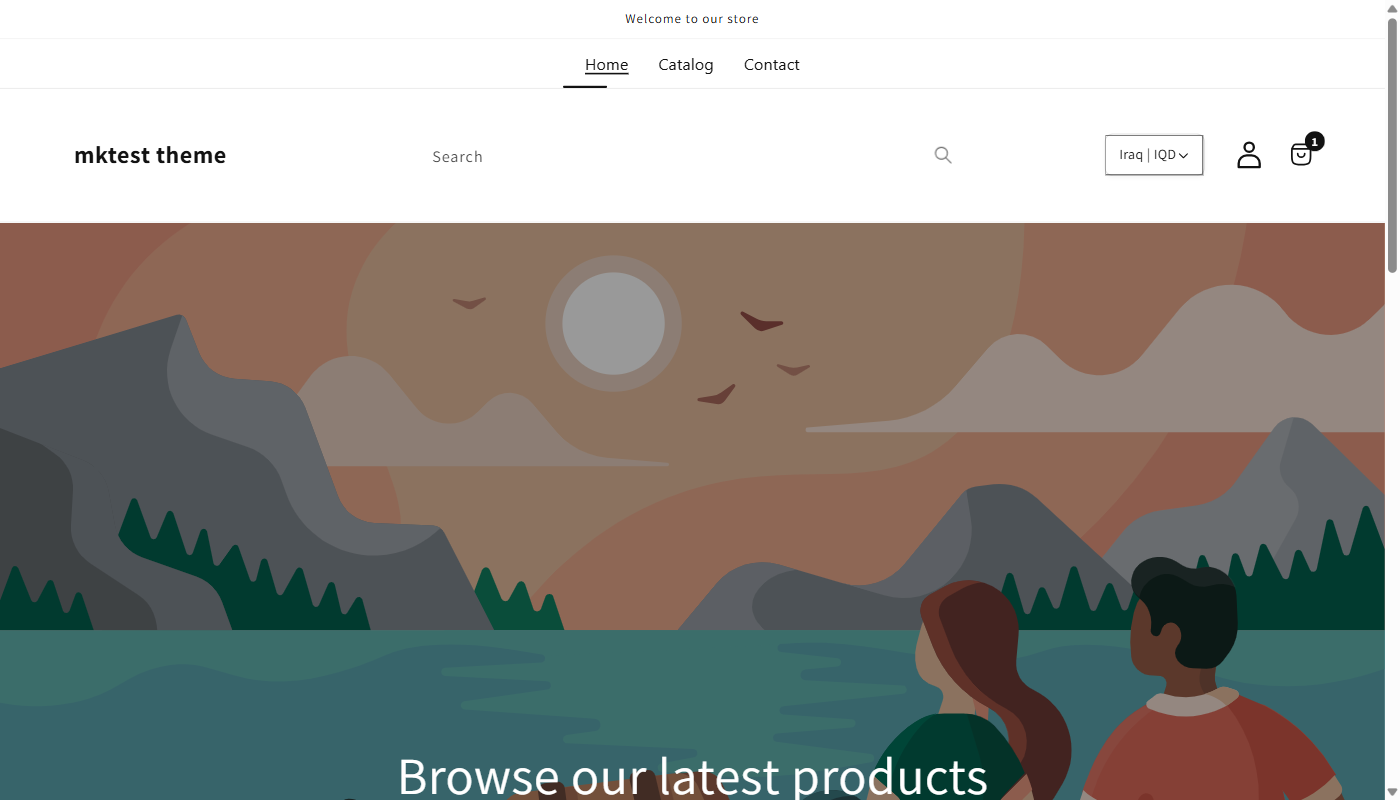 Welcome to our store
Home Catalog Contact
mktest theme
Search
Iraq | IQD
1
Browse our latest products